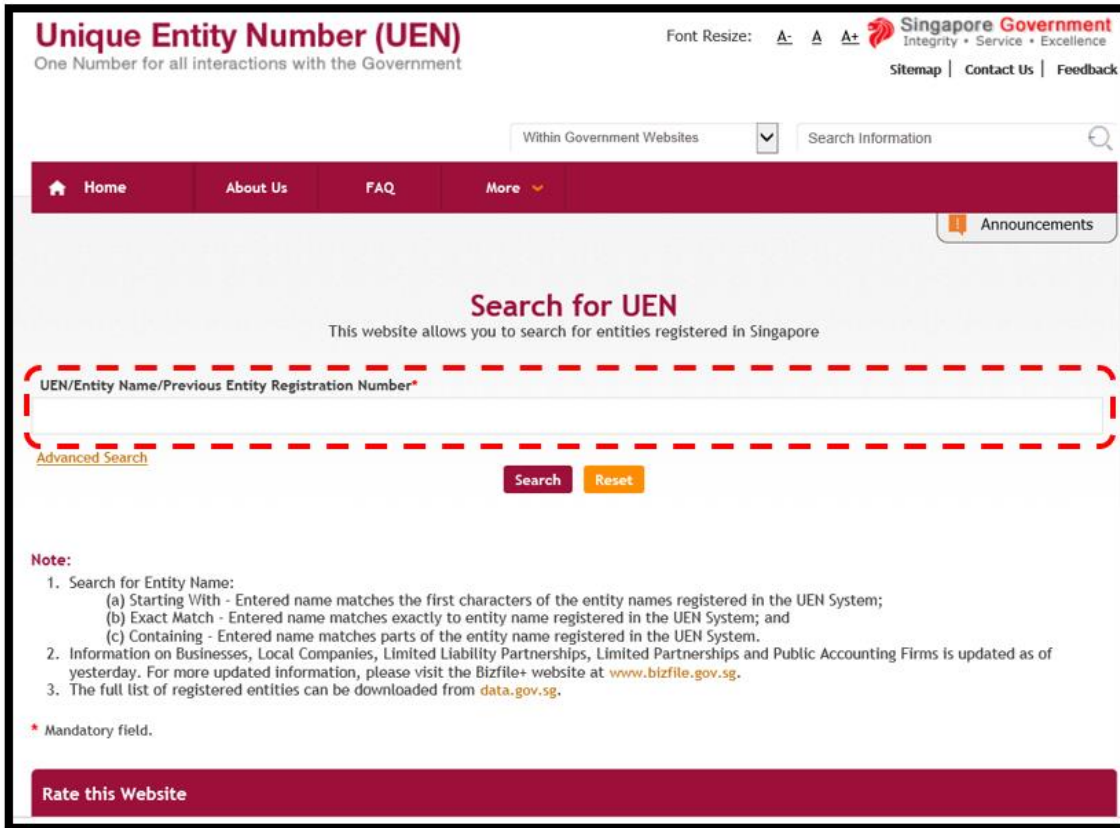 Unique Entity Number (UEN)
One Number for all interactions with the Government
Font Resize: A- A A+
Singapore Government
Integrity • Service • Excellence
Sitemap | Contact Us | Feedback
Within Government Websites
Search Information
Home About Us FAQ More
! Announcements
Search for UEN
This website allows you to search for entities registered in Singapore
UEN/Entity Name/Previous Entity Registration Number*
Advanced Search
Search Reset
Note:
1. Search for Entity Name:
(a) Starting With - Entered name matches the first characters of the entity names registered in the UEN System;
(b) Exact Match - Entered name matches exactly to entity name registered in the UEN System; and
(c) Containing - Entered name matches parts of the entity name registered in the UEN System.
2. Information on Businesses, Local Companies, Limited Liability Partnerships, Limited Partnerships and Public Accounting Firms is updated as of
yesterday. For more updated information, please visit the Bizfile+ website at www.bizfile.gov.sg.
3. The full list of registered entities can be downloaded from data.gov.sg.
* Mandatory field.
Rate this Website